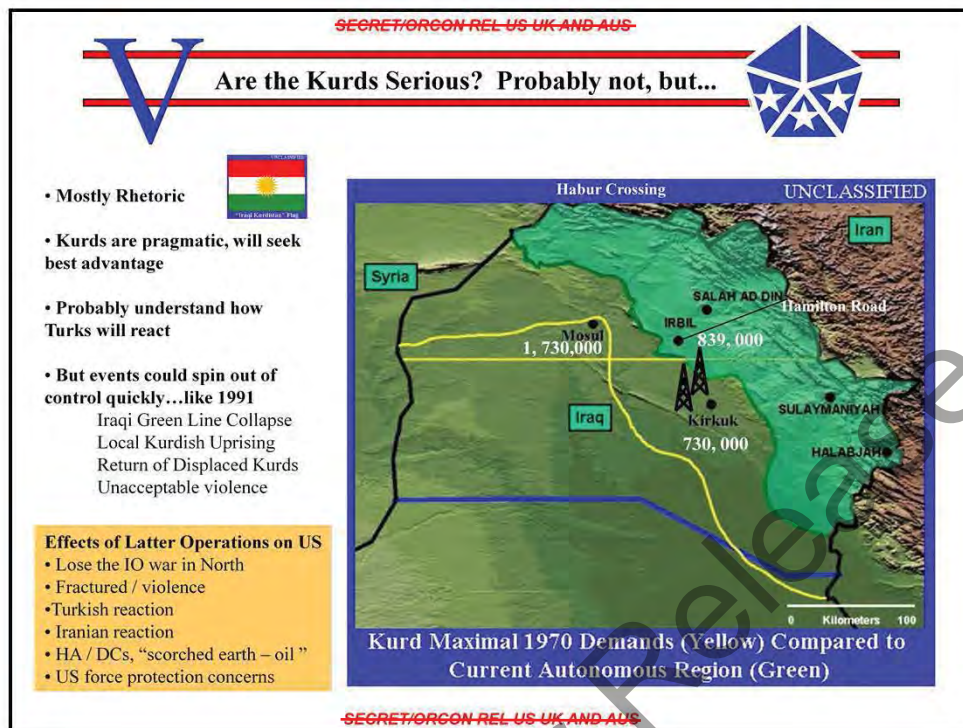 SECRET/ORCON REL US UK AND AUS
V
Are the Kurds Serious? Probably not, but...
UNCLASSIFIED
"Iraqi Kurdistan" Flag
• Mostly Rhetoric
• Kurds are pragmatic, will seek
best advantage
• Probably understand how
Turks will react
• But events could spin out of
control quickly…like 1991
Iraqi Green Line Collapse
Local Kurdish Uprising
Return of Displaced Kurds
Unacceptable violence
Effects of Latter Operations on US
• Lose the IO war in North
• Fractured / violence
•Turkish reaction
• Iranian reaction
• HA / DCs, “scorched earth – oil ”
• US force protection concerns
Habur Crossing
UNCLASSIFIED
Iran
Syria
SALAH AD DIN
Hamilton Road
IRBIL
Mosul
839, 000
1, 730,000
SULAYMANIYAH
Kirkuk
Iraq
730, 000
HALABJAH
0 Kilometers 100
Kurd Maximal 1970 Demands (Yellow) Compared to
Current Autonomous Region (Green)
Release
SECRET/ORCON REL US UK AND AUS